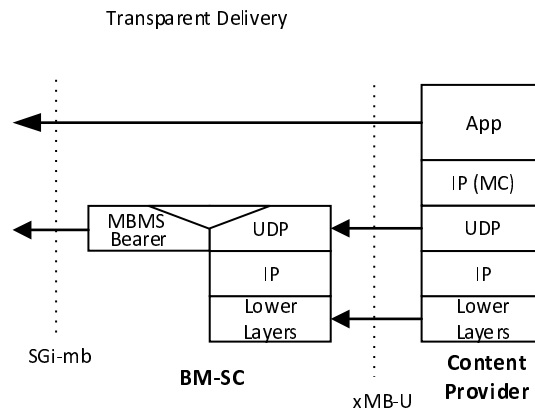 Transparent Delivery
App
IP (MC)
MBMS
Bearer
UDP
UDP
IP
IP
Lower
Layers
Lower
Layers
SGi-mb
BM-SC
Content
Provider
xMB-U